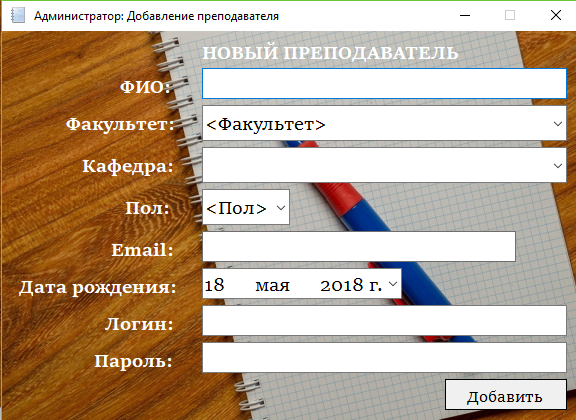 Администратор: Добавление преподавателя
НОВЫЙ ПРЕПОДАВАТЕЛЬ
ФИО:
Факультет: <Факультет>
Кафедра:
Пол: <Пол>
Email:
Дата рождения: 18 мая 2018 г.
Логин:
Пароль:
Добавить